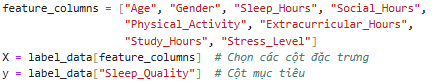 feature_columns = ["Age", "Gender", "Sleep_Hours", "Social_Hours",
"Physical_Activity", "Extracurricular_Hours",
"Study_Hours", "Stress_Level"]
X = label_data[feature_columns]  # Chọn các cột đặc trưng
y = label_data["Sleep_Quality"]  # Cột mục tiêu